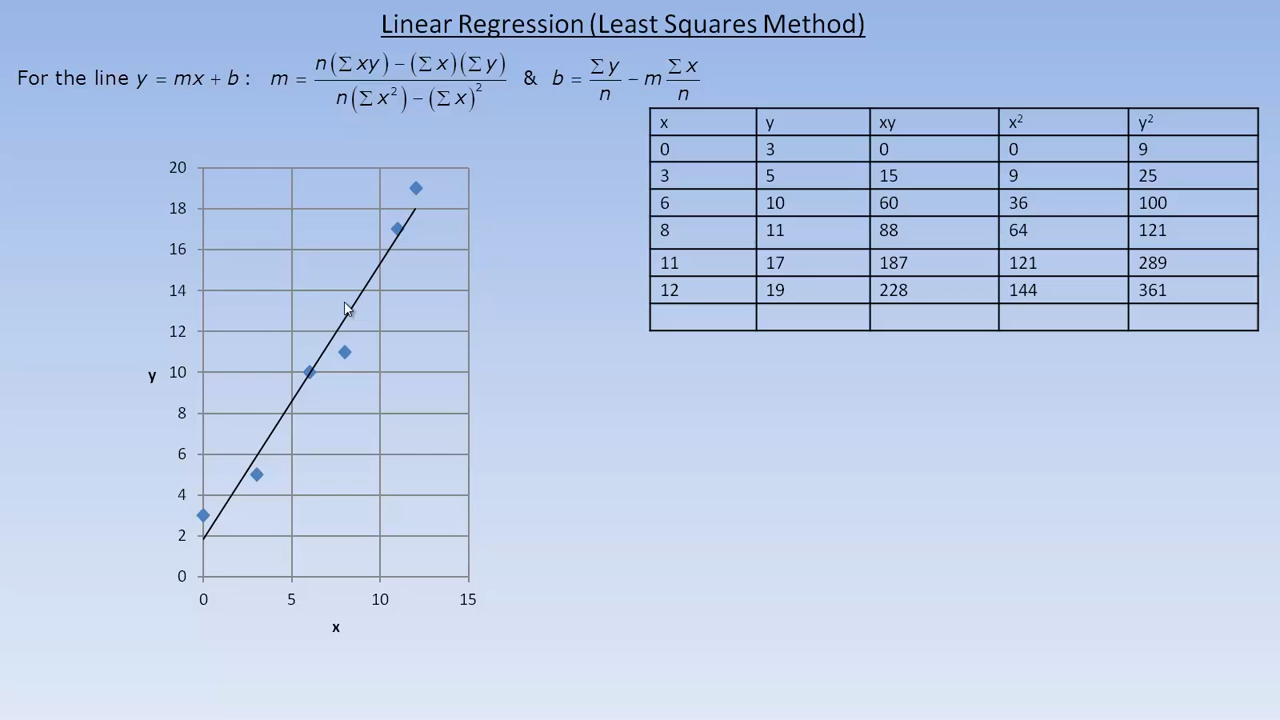 Linear Regression (Least Squares Method)
For the line y = mx + b : m = n(Σxy) − (Σx)(Σy) / n(Σx²) − (Σx)² & b = Σy / n − m Σx / n
x y xy x² y²
0 3 0 0 9
3 5 15 9 25
6 10 60 36 100
8 11 88 64 121
11 17 187 121 289
12 19 228 144 361
20
18
16
14
12
y 10
8
6
4
2
0
0 5 10 15
x